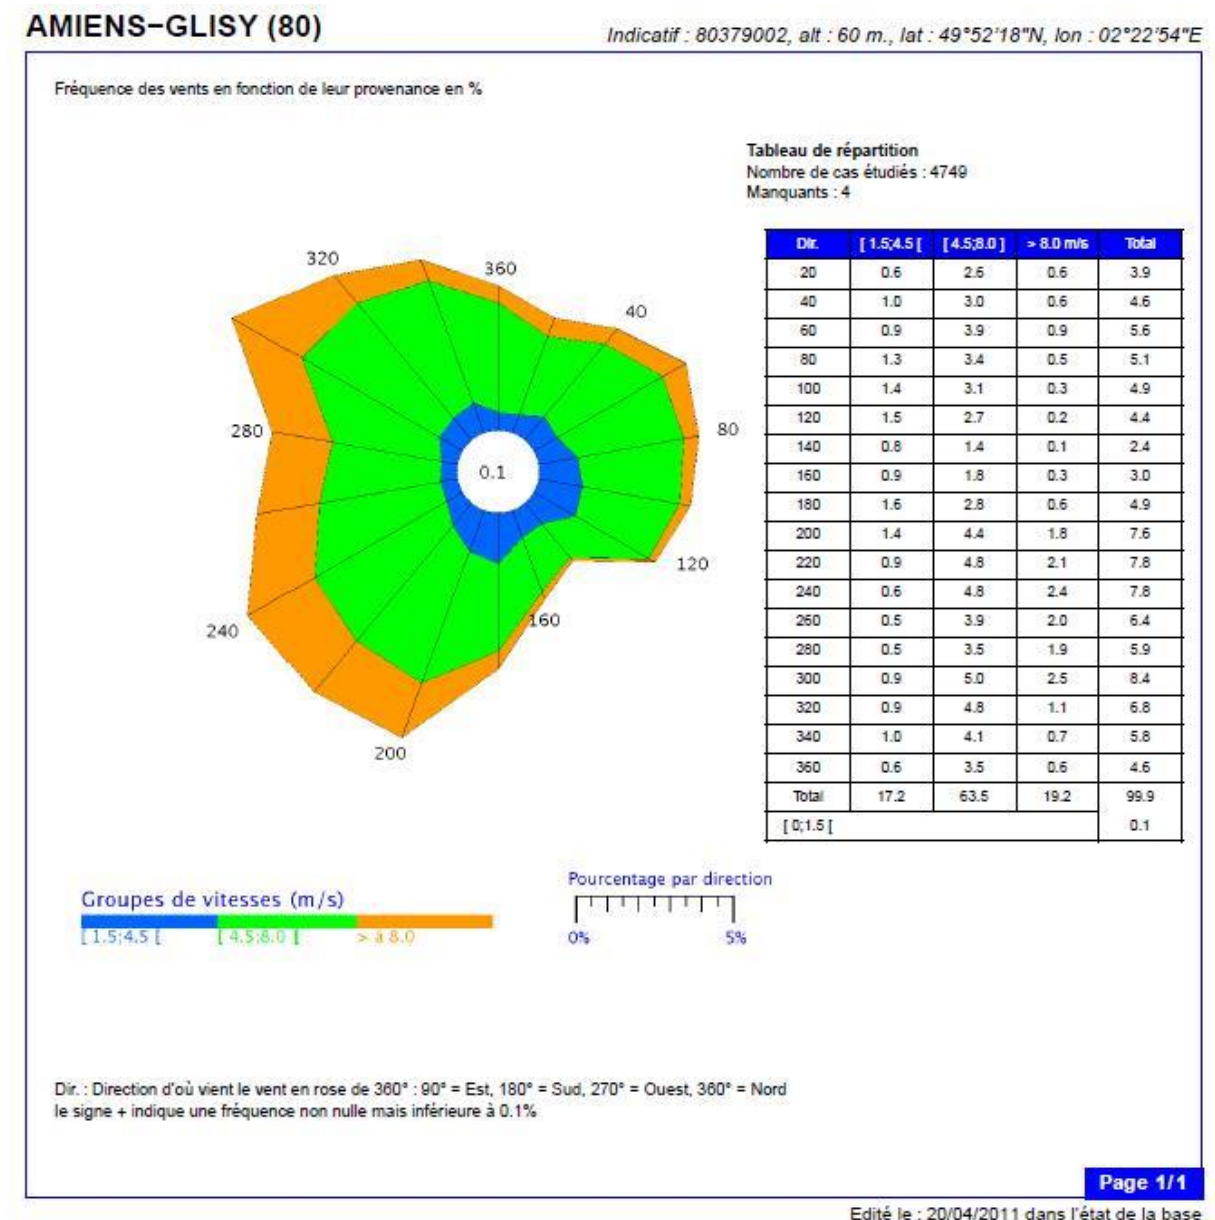 AMIENS−GLISY (80)
Indicatif : 80379002, alt : 60 m., lat : 49°52'18"N, lon : 02°22'54"E
Fréquence des vents en fonction de leur provenance en %
Tableau de répartition
Nombre de cas étudiés : 4749
Manquants : 4
Dir. [ 1.5;4.5 [ [ 4.5;8.0 ] > 8.0 m/s Total
20 0.6 2.6 0.6 3.9
40 1.0 3.0 0.6 4.6
60 0.9 3.9 0.9 5.6
80 1.3 3.4 0.5 5.1
100 1.4 3.1 0.3 4.9
120 1.5 2.7 0.2 4.4
140 0.8 1.4 0.1 2.4
160 0.9 1.8 0.3 3.0
180 1.6 2.8 0.6 4.9
200 1.4 4.4 1.8 7.6
220 0.9 4.8 2.1 7.8
240 0.6 4.8 2.4 7.8
260 0.5 3.9 2.0 6.4
280 0.5 3.5 1.9 5.9
300 0.9 5.0 2.5 8.4
320 0.9 4.8 1.1 6.8
340 1.0 4.1 0.7 5.8
360 0.6 3.5 0.6 4.6
Total 17.2 63.5 19.2 99.9
[ 0;1.5 [ 0.1
320
360
40
280
80
0.1
120
160
240
200
Groupes de vitesses (m/s)
[ 1.5;4.5 [ [ 4.5;8.0 [ > à 8.0
Pourcentage par direction
0% 5%
Dir. : Direction d'où vient le vent en rose de 360° : 90° = Est, 180° = Sud, 270° = Ouest, 360° = Nord
le signe + indique une fréquence non nulle mais inférieure à 0.1%
Page 1/1
Edité le : 20/04/2011 dans l'état de la base